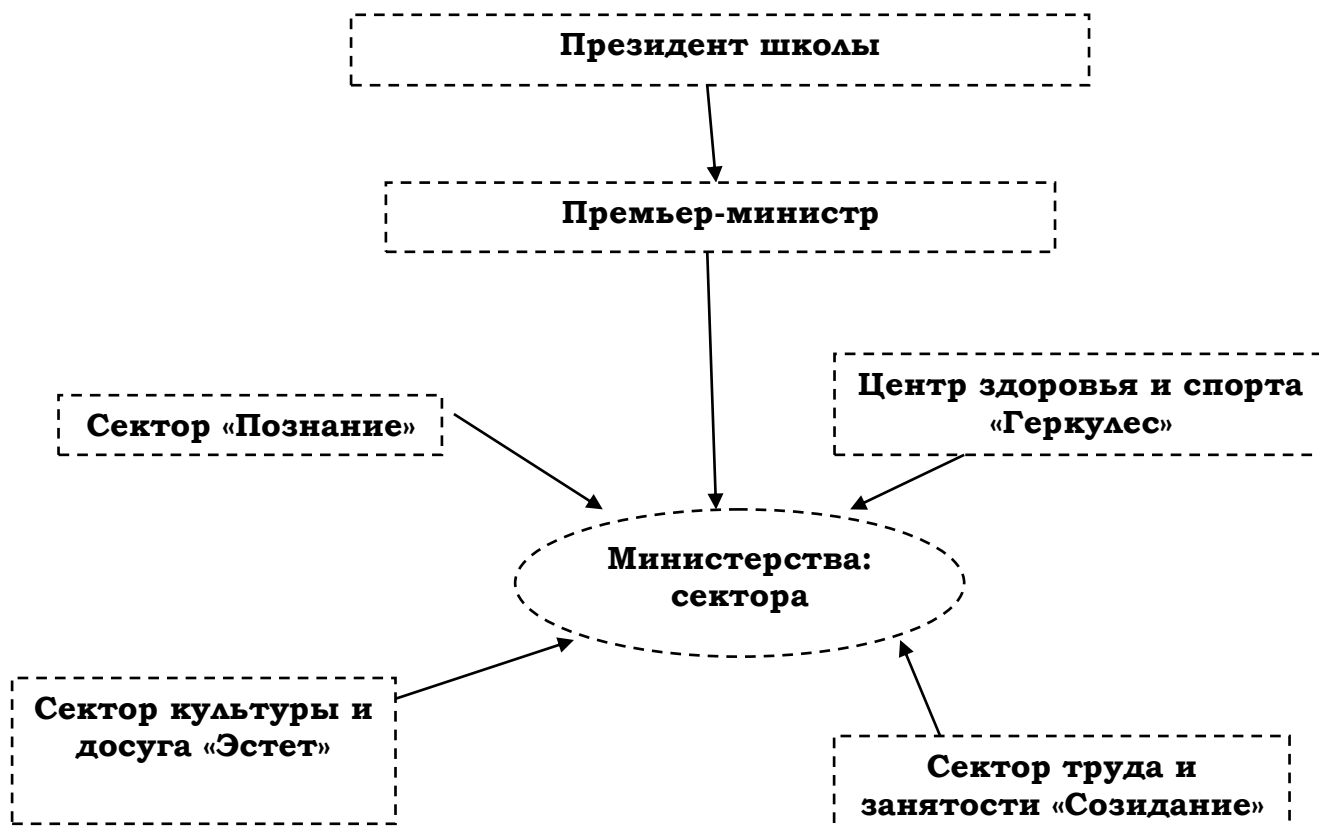 Президент школы
Премьер-министр
Центр здоровья и спорта
«Геркулес»
Сектор «Познание»
Министерства:
сектора
Сектор культуры и
досуга «Эстет»
Сектор труда и
занятости «Созидание»